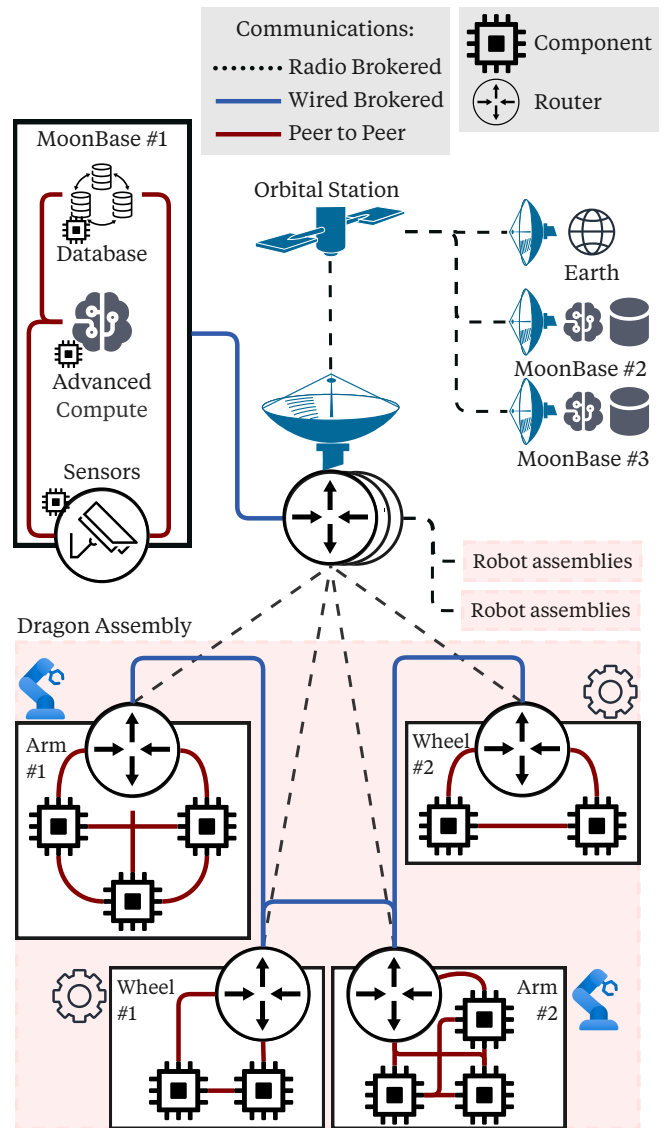 Communications:
Radio Brokered
Wired Brokered
Peer to Peer
Component
Router
MoonBase #1
Database
Advanced
Compute
Sensors
Orbital Station
Earth
MoonBase #2
MoonBase #3
Robot assemblies
Robot assemblies
Dragon Assembly
Arm
#1
Wheel
#2
Wheel
#1
Arm
#2